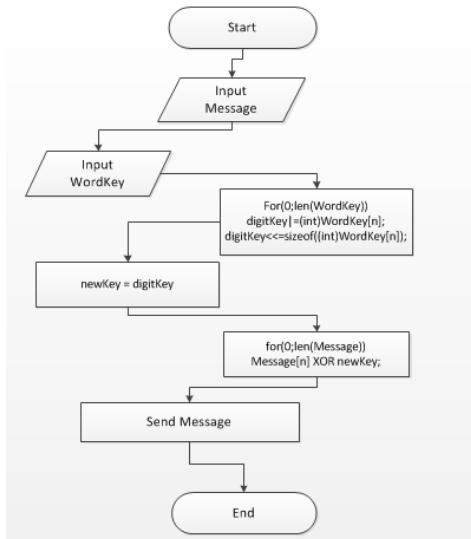 Start
Input
Message
Input
WordKey
For(0;len(WordKey))
digitKey|=(int)WordKey[n];
digitKey<<=sizeof((int)WordKey[n]);
newKey = digitKey
for(0;len(Message))
Message[n] XOR newKey;
Send Message
End